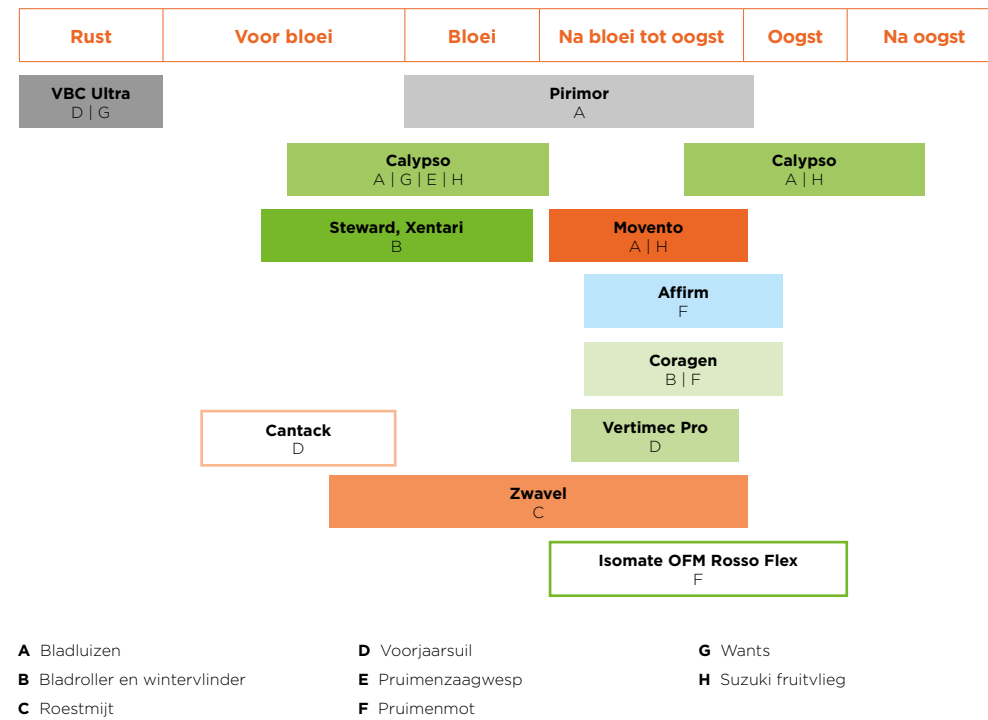 Rust Voor bloei Bloei Na bloei tot oogst Oogst Na oogst
VBC Ultra
D | G
Pirimor
A
Calypso
A | G | E | H
Calypso
A | H
Steward, Xentari
B
Movento
A | H
Affirm
F
Coragen
B | F
Cantack
D
Vertimec Pro
D
Zwavel
C
Isomate OFM Rosso Flex
F
A Bladluizen
B Bladroller en wintervlinder
C Roestmijt
D Voorjaarsuil
E Pruimenzaagwesp
F Pruimenmot
G Wants
H Suzuki fruitvlieg